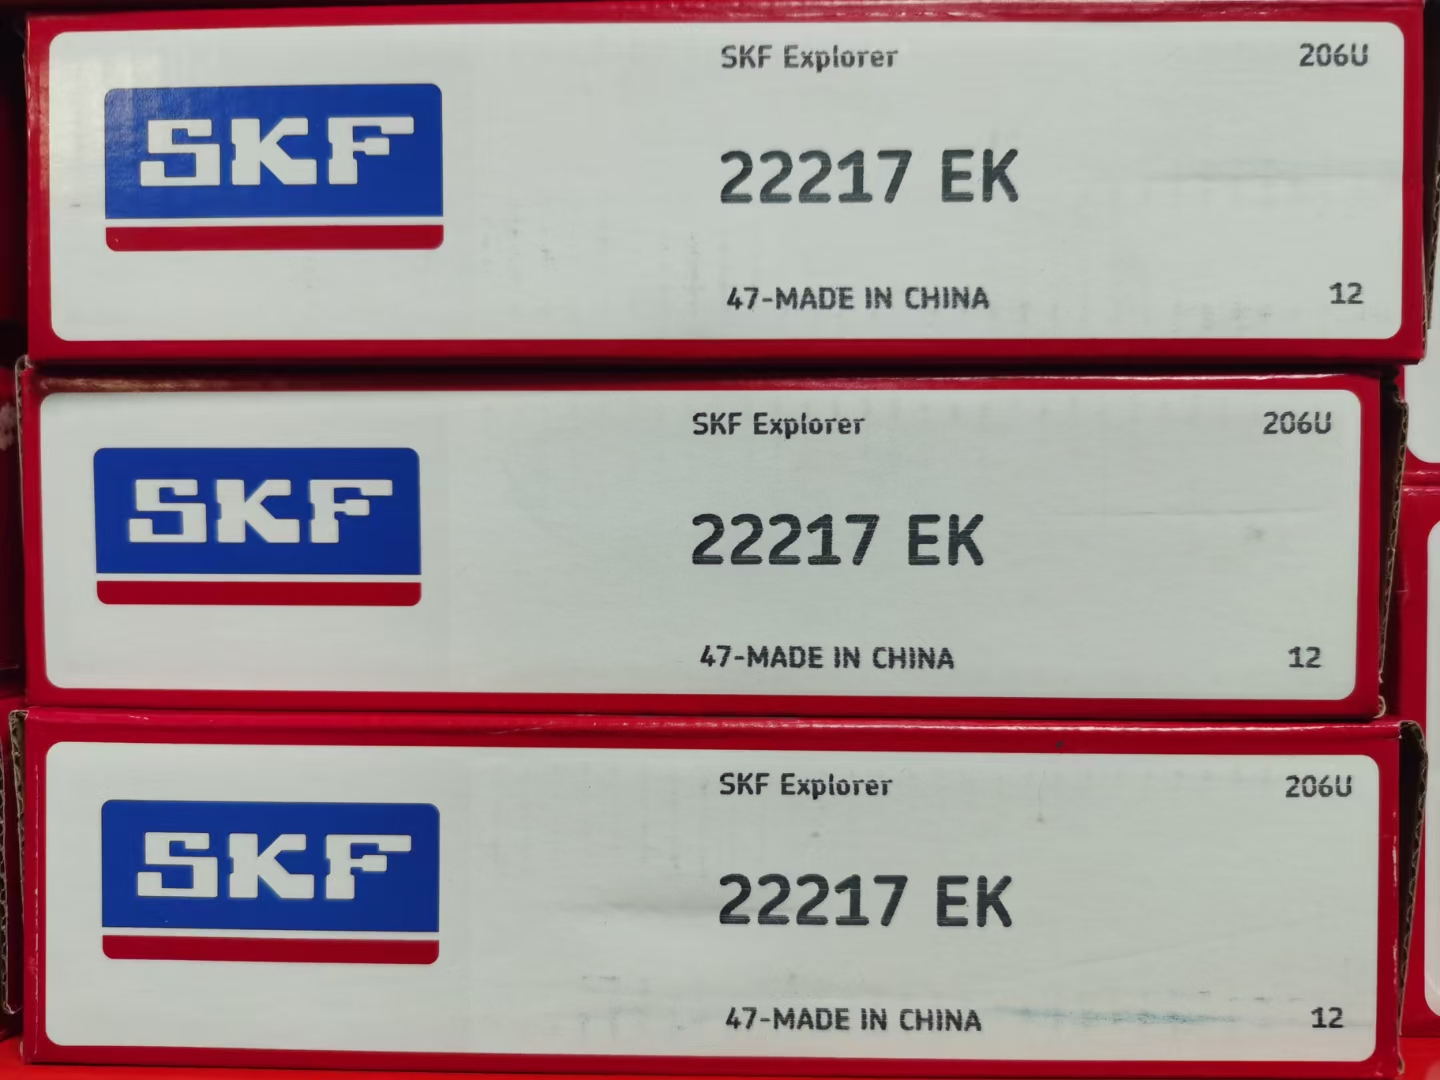 SKF
SKF Explorer 206U
22217 EK
47-MADE IN CHINA 12
SKF
SKF Explorer 206U
22217 EK
47-MADE IN CHINA 12
SKF
SKF Explorer 206U
22217 EK
47-MADE IN CHINA 12